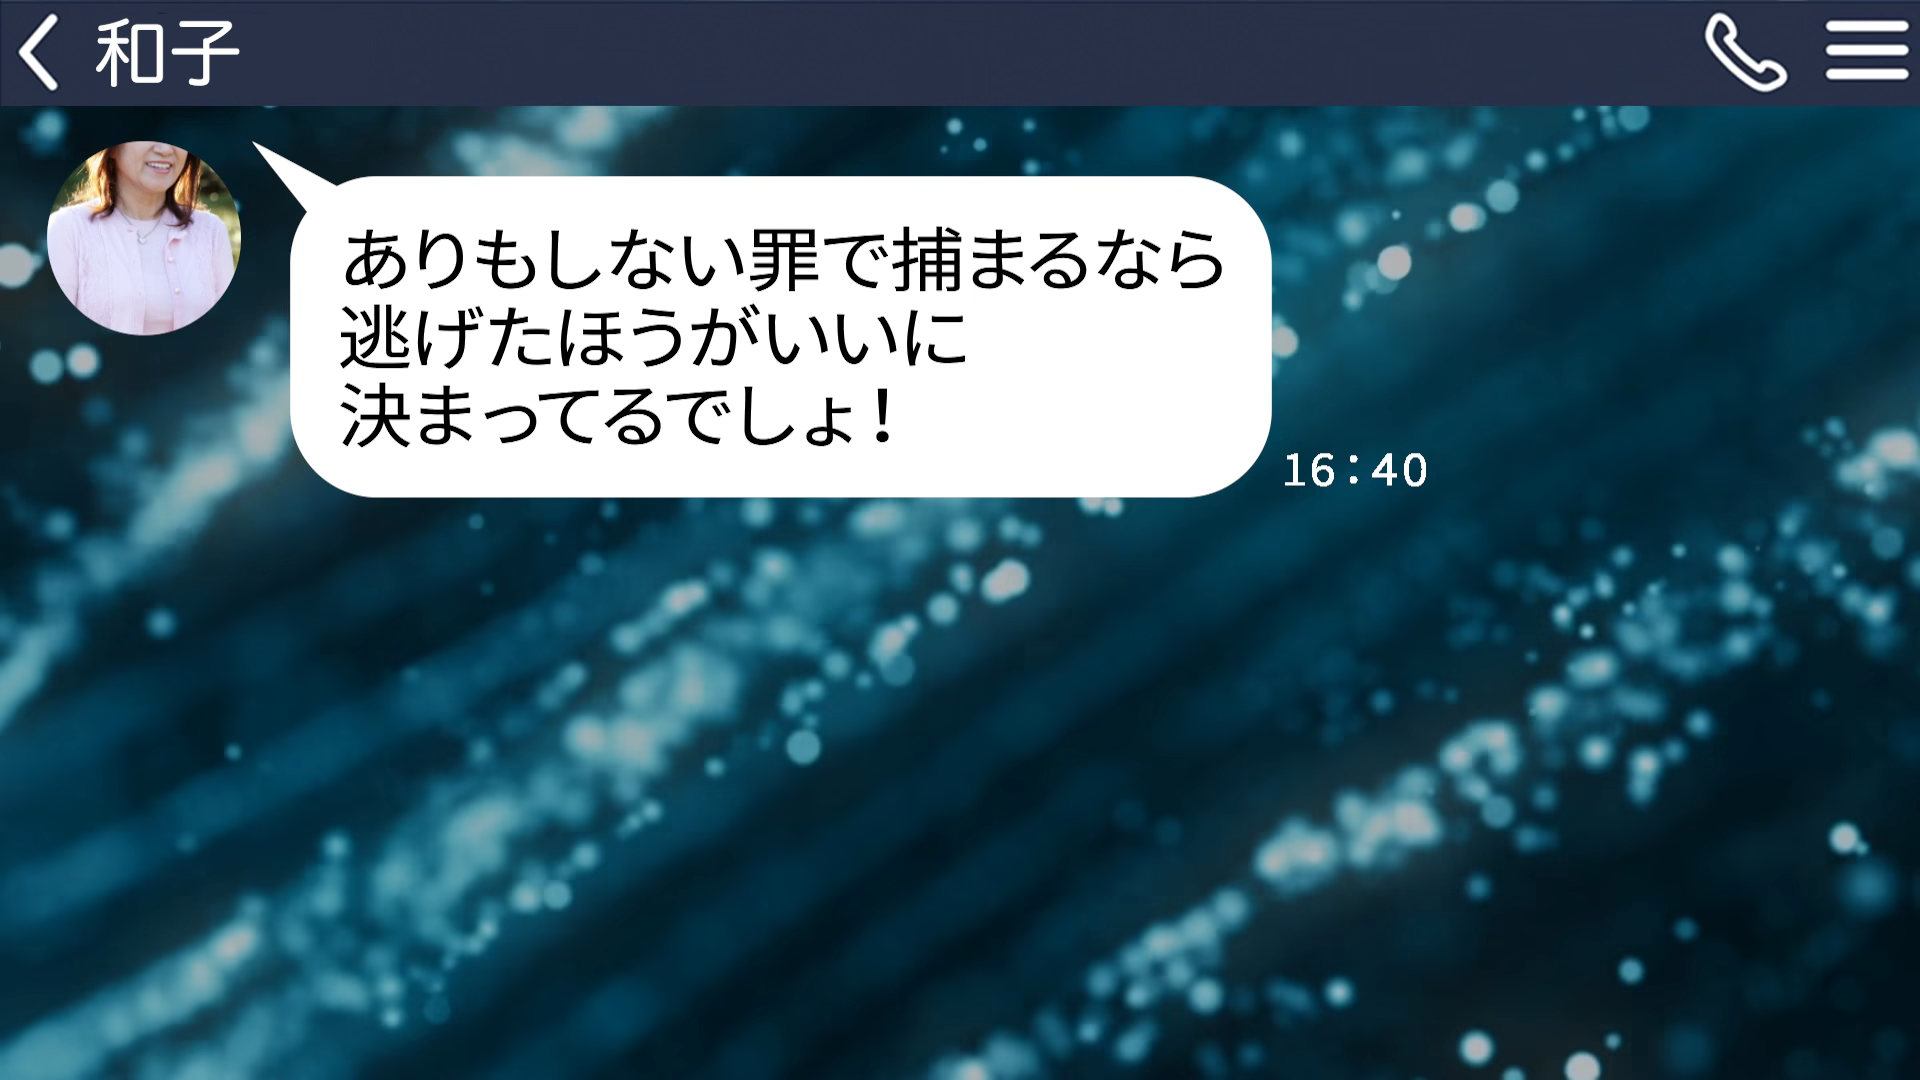 和子
ありもしない罪で捕まるなら
逃げたほうがいいに
決まってるでしょ！
16:40